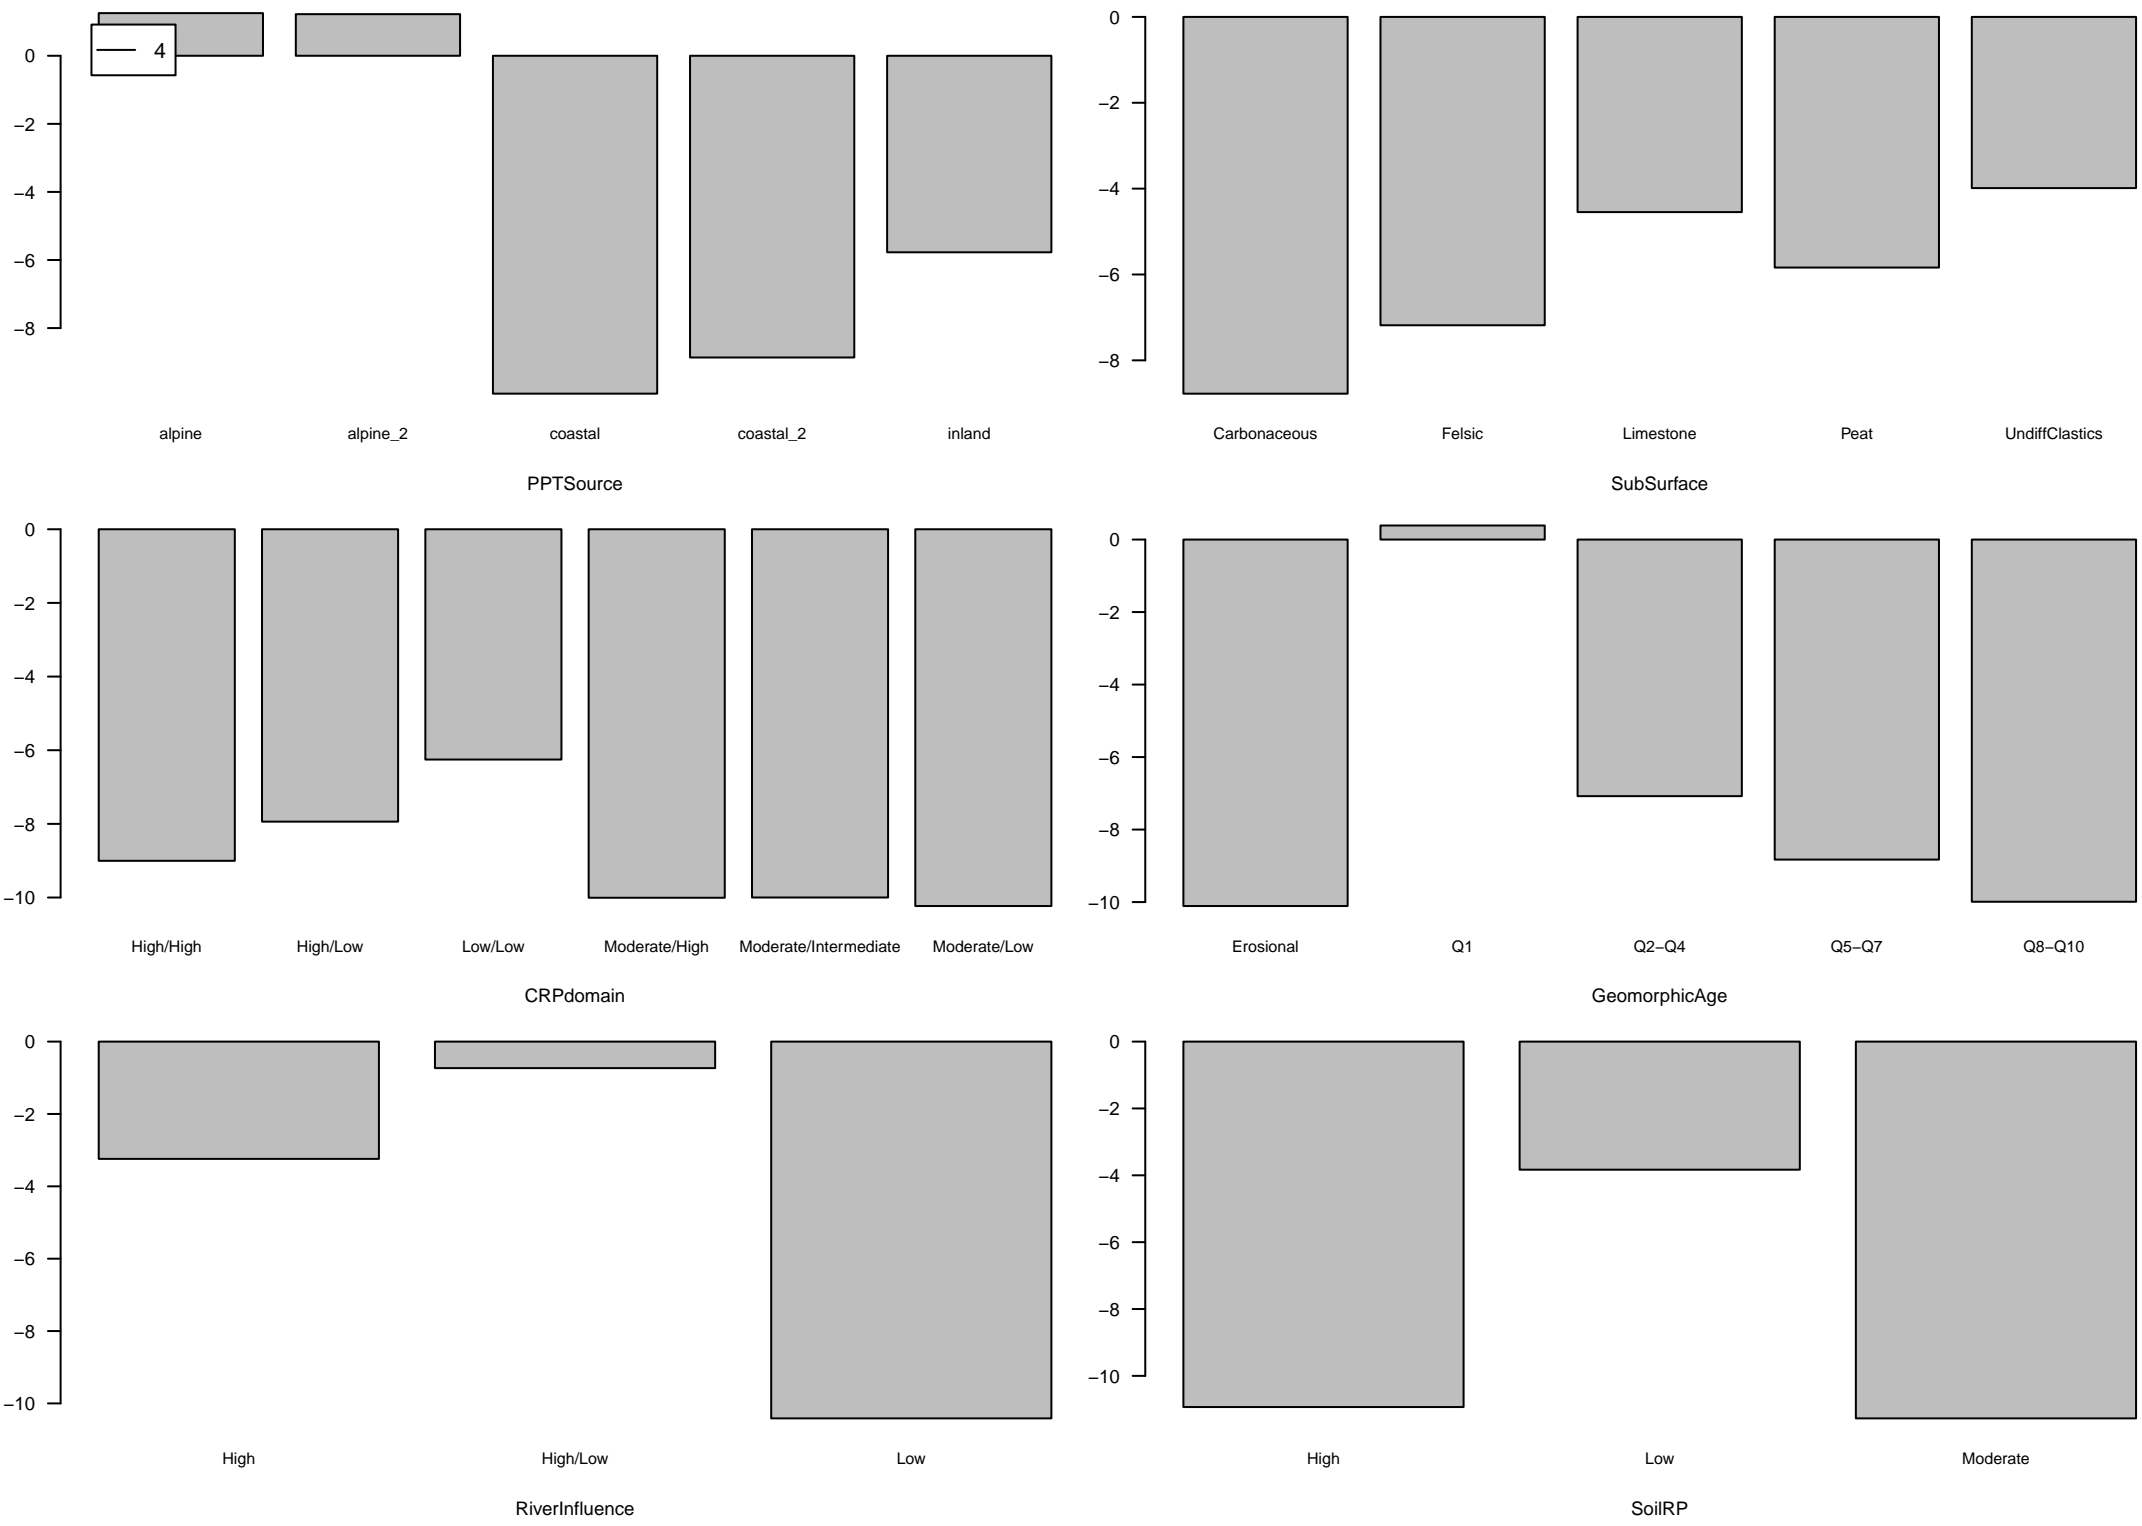 4
0
−2
−4
−6
−8
alpine alpine_2 coastal coastal_2 inland
PPTSource
0
−2
−4
−6
−8
Carbonaceous Felsic Limestone Peat UndiffClastics
SubSurface
0
−2
−4
−6
−8
−10
High/High High/Low Low/Low Moderate/High Moderate/Intermediate Moderate/Low
CRPdomain
0
−2
−4
−6
−8
−10
Erosional Q1 Q2−Q4 Q5−Q7 Q8−Q10
GeomorphicAge
0
−2
−4
−6
−8
−10
High High/Low Low
RiverInfluence
0
−2
−4
−6
−8
−10
High Low Moderate
SoilRP